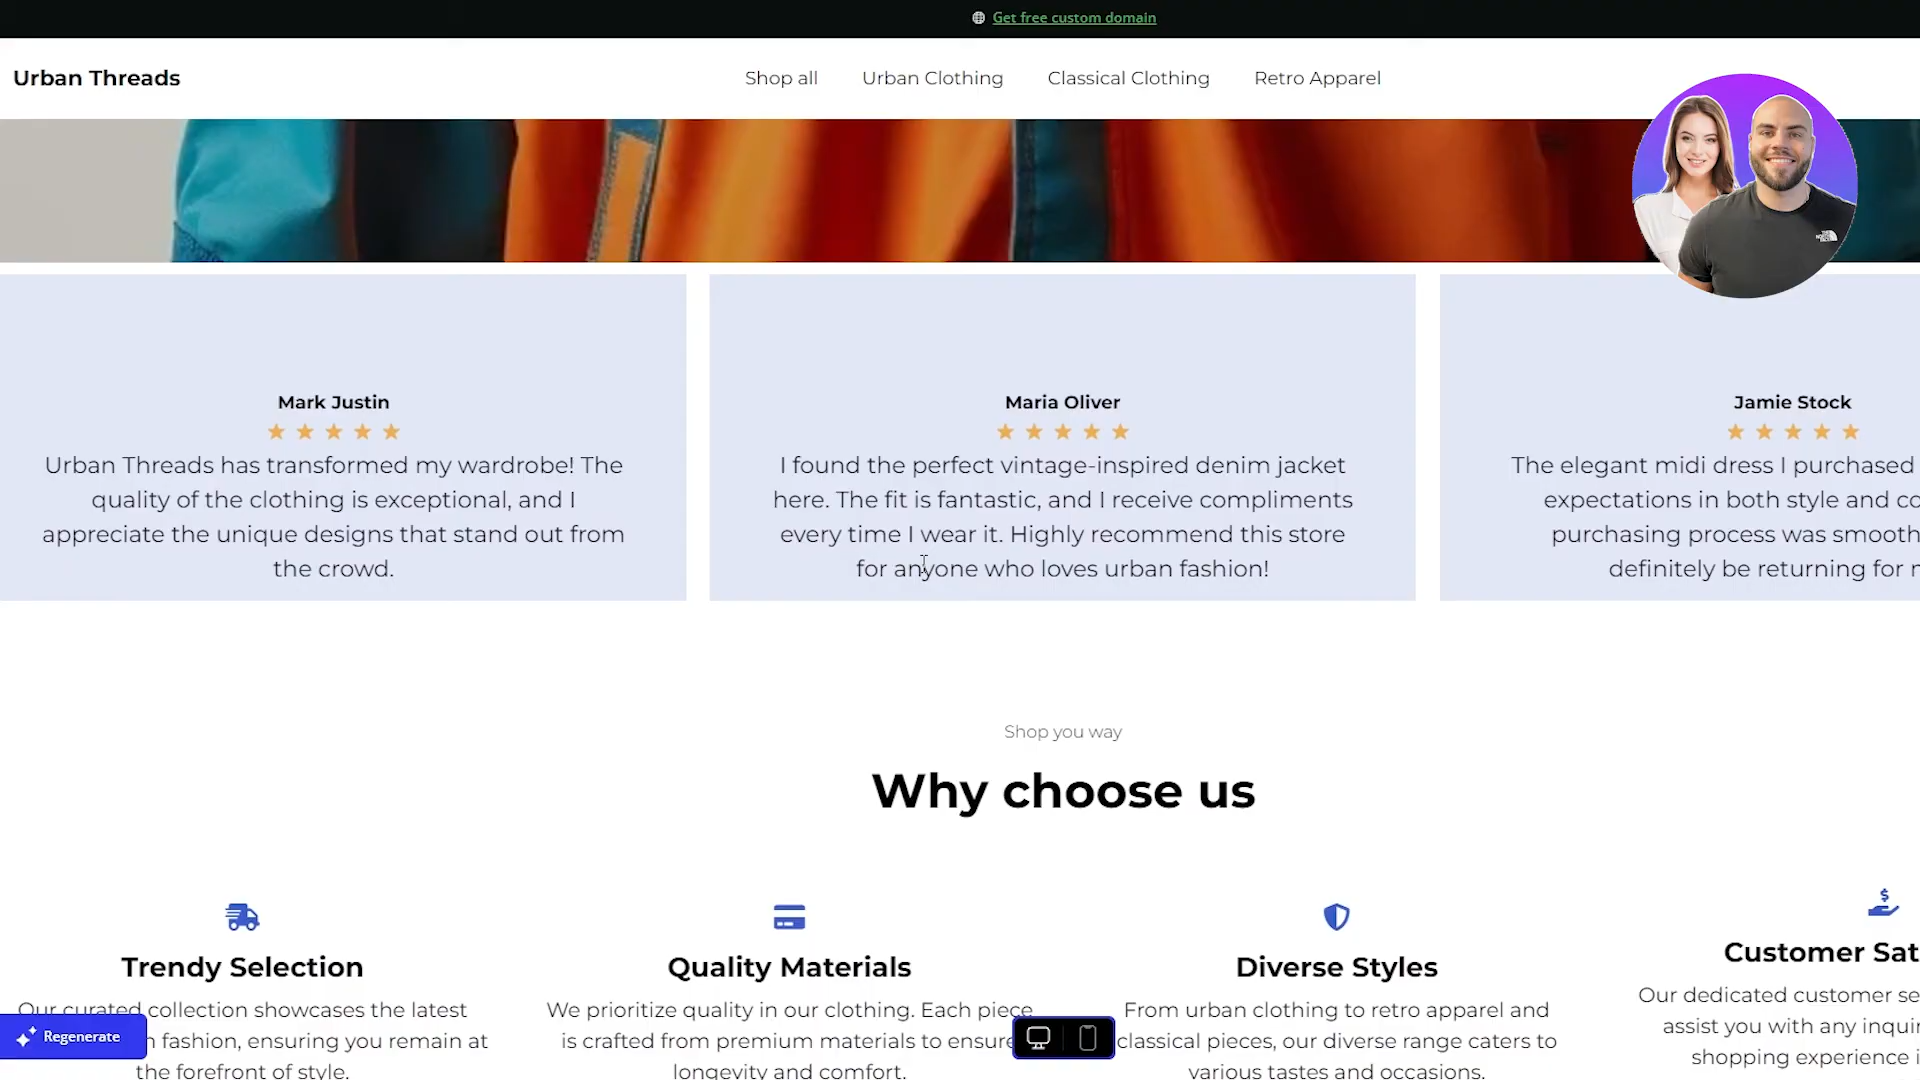 Get free custom domain
Urban Threads
Shop all
Urban Clothing
Classical Clothing
Retro Apparel
Mark Justin
Urban Threads has transformed my wardrobe! The
quality of the clothing is exceptional, and I
appreciate the unique designs that stand out from
the crowd.
Maria Oliver
I found the perfect vintage-inspired denim jacket
here. The fit is fantastic, and I receive compliments
every time I wear it. Highly recommend this store
for anyone who loves urban fashion!
Jamie Stock
The elegant midi dress I purchased
expectations in both style and co
purchasing process was smooth
definitely be returning for
Shop you way
Why choose us
Trendy Selection
Our curated collection showcases the latest
fashion, ensuring you remain at
the forefront of style.
Quality Materials
We prioritize quality in our clothing. Each piece
is crafted from premium materials to ensure
longevity and comfort.
Diverse Styles
From urban clothing to retro apparel and
classical pieces, our diverse range caters to
various tastes and occasions.
Customer Sat
Our dedicated customer se
assist you with any inqui
shopping experience
Regenerate